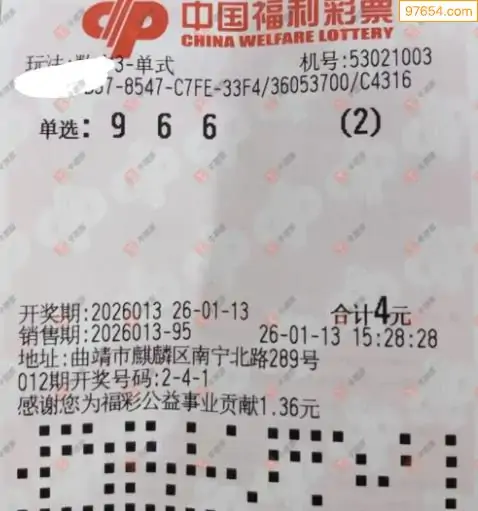 97654.com
中国福利彩票
CHINA WELFARE LOTTERY
玩法: 3-单式 机号:53021003
D37-8547-C7FE-33F4/36053700/C4316
单选: 9 6 6 (2)
开奖期:2026013 26-01-13 合计4元
销售期:2026013-95 26-01-13 15:28:28
地址:曲靖市麒麟区南宁北路289号
012期开奖号码:2-4-1
感谢您为福彩公益事业贡献1.36元